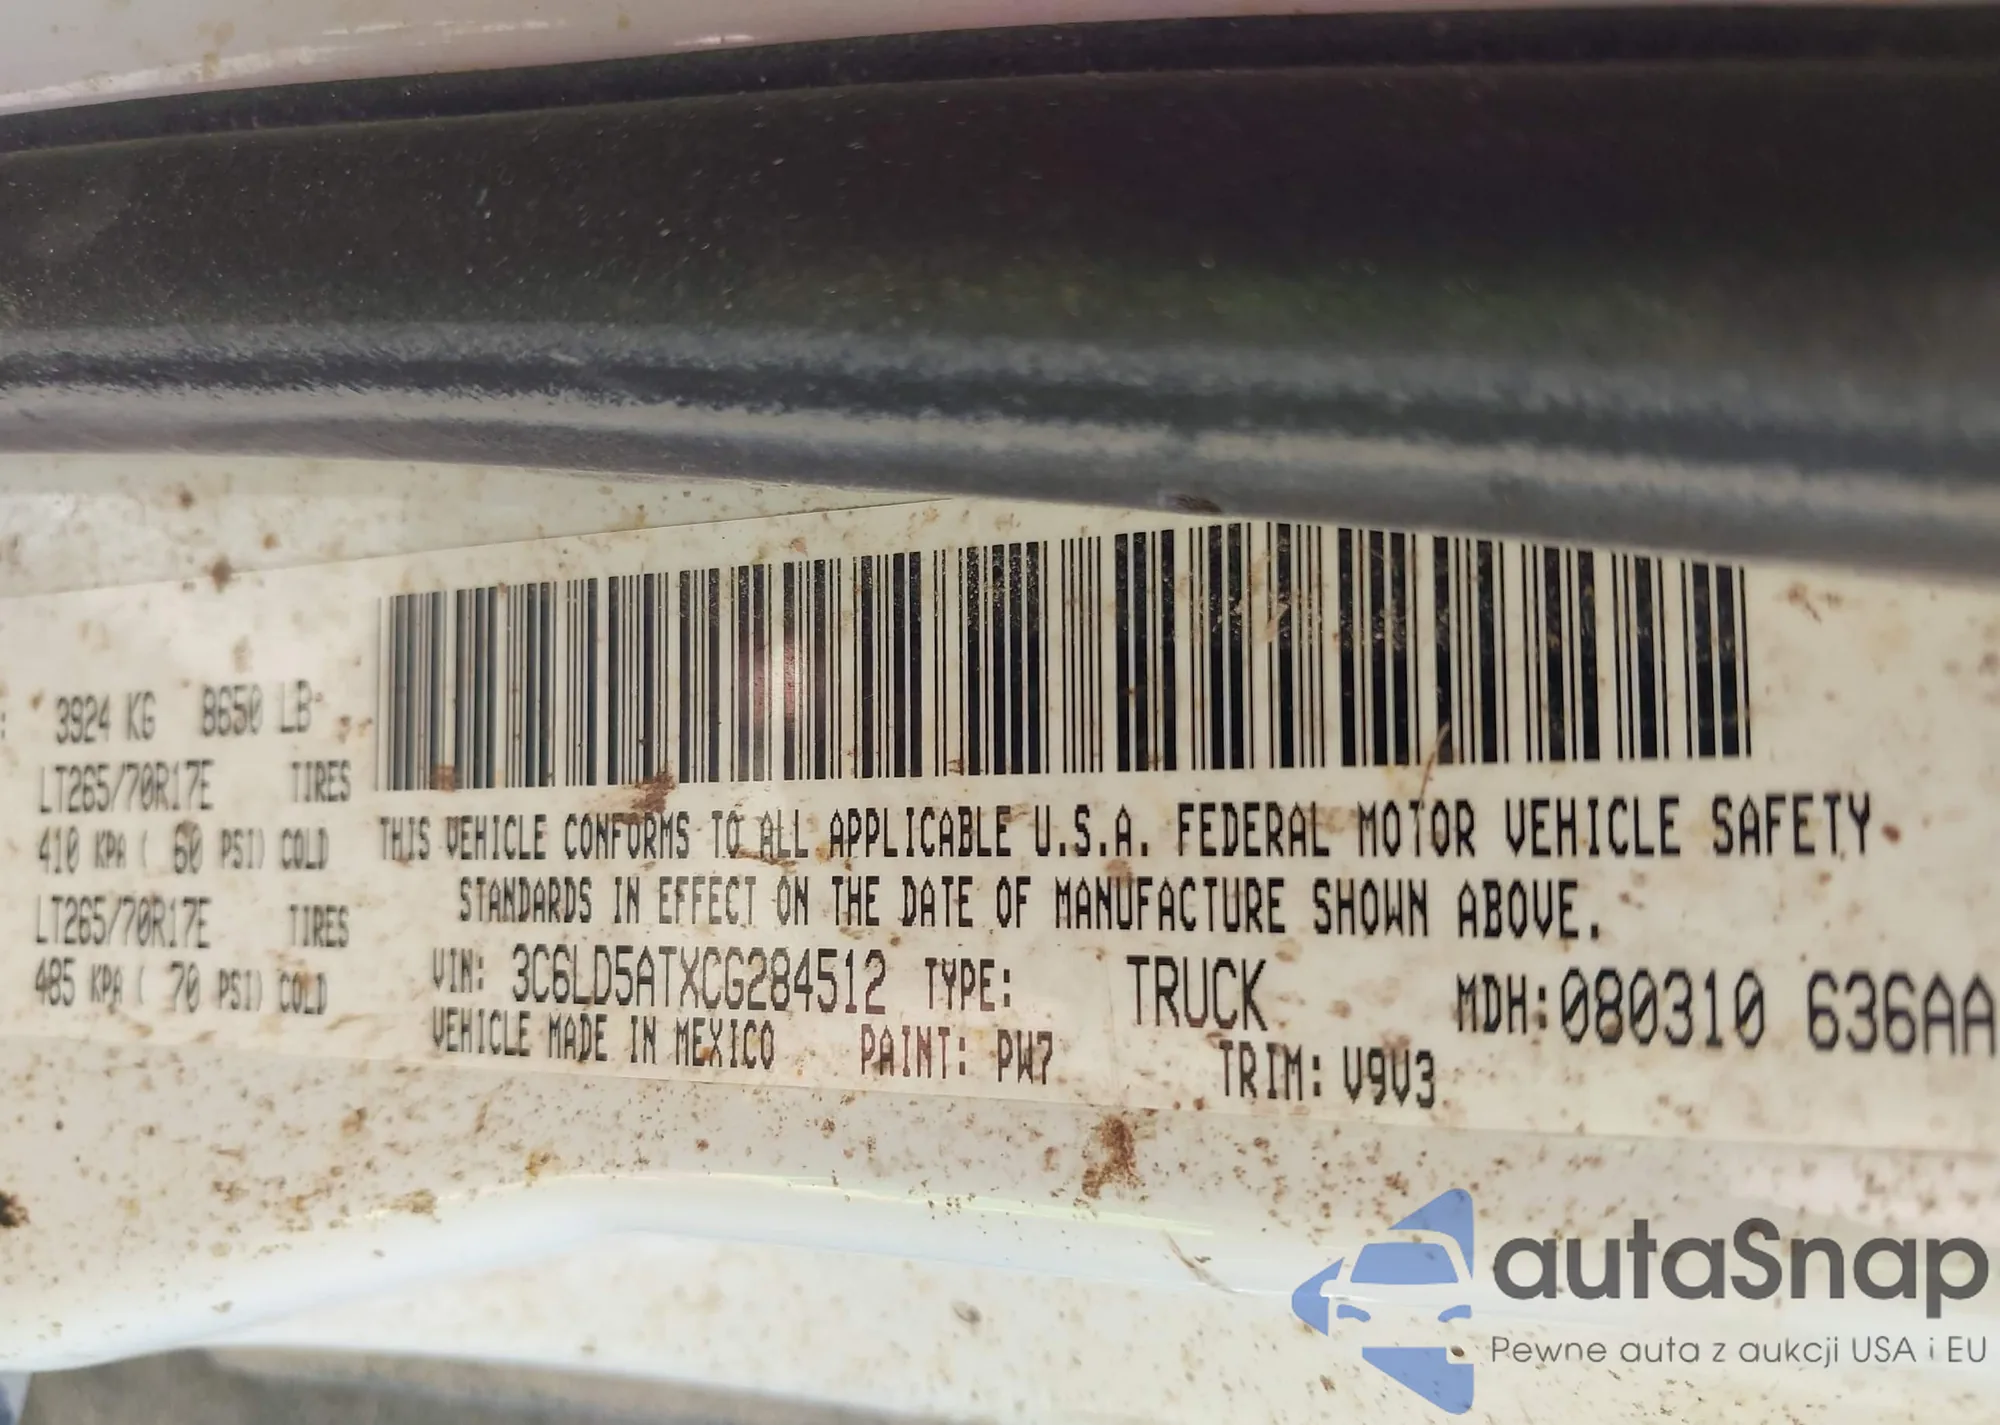 : 3924 KG 8650 LB
LT265/70R17E TIRES
410 KPA ( 60 PSI) COLD
LT265/70R17E TIRES
485 KPA ( 70 PSI) COLD
THIS VEHICLE CONFORMS TO ALL APPLICABLE U.S.A. FEDERAL MOTOR VEHICLE SAFETY
STANDARDS IN EFFECT ON THE DATE OF MANUFACTURE SHOWN ABOVE.
VIN: 3C6LD5ATXCG284512 TYPE: TRUCK MDH:080310 636AA
VEHICLE MADE IN MEXICO PAINT: PW7 TRIM: V9V3
autaSnap
Pewne auta z aukcji USA i EU